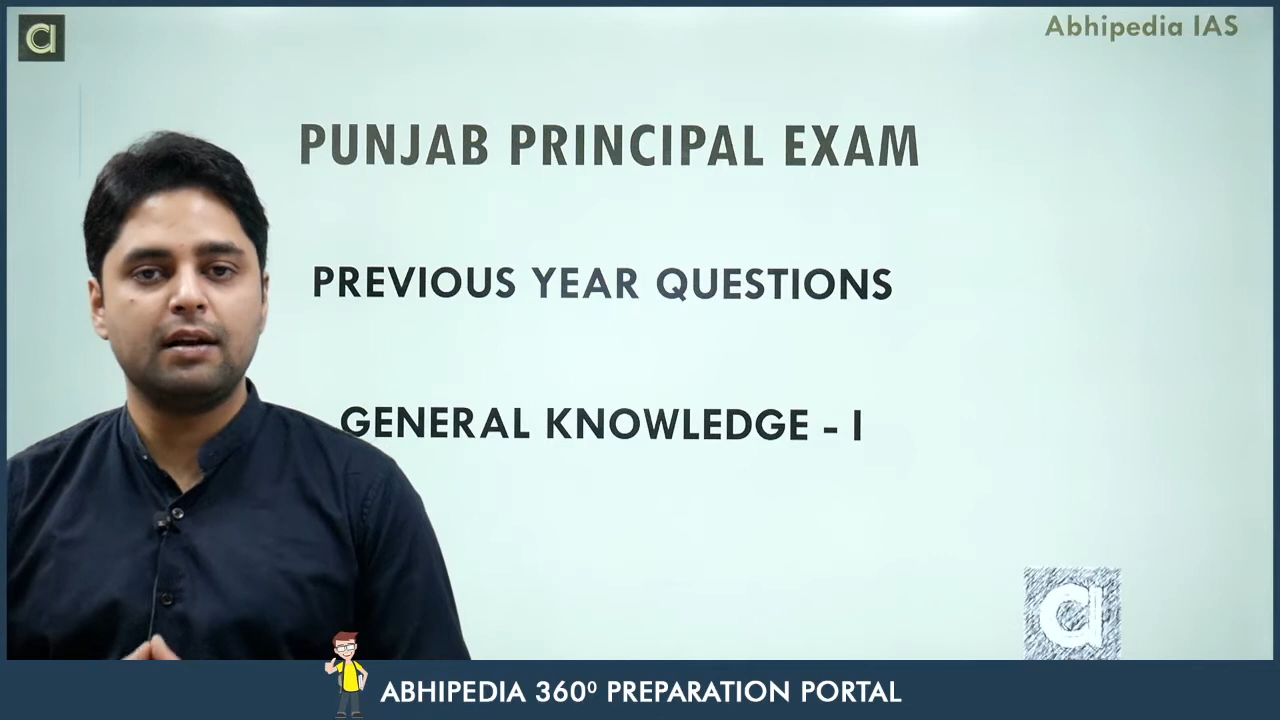 Abhipedia IAS
PUNJAB PRINCIPAL EXAM
PREVIOUS YEAR QUESTIONS
GENERAL KNOWLEDGE - I
ABHIPEDIA 360⁰ PREPARATION PORTAL